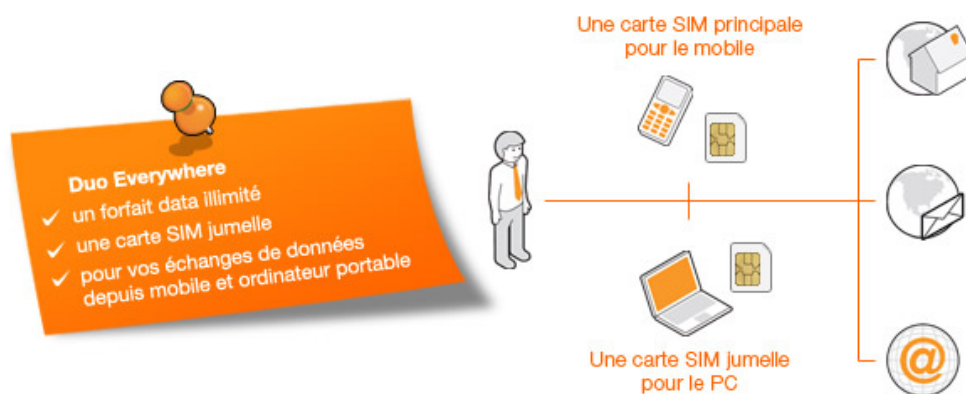 Duo Everywhere
un forfait data illimité
une carte SIM jumelle
pour vos échanges de données
depuis mobile et ordinateur portable
Une carte SIM principale
pour le mobile
Une carte SIM jumelle
pour le PC
@